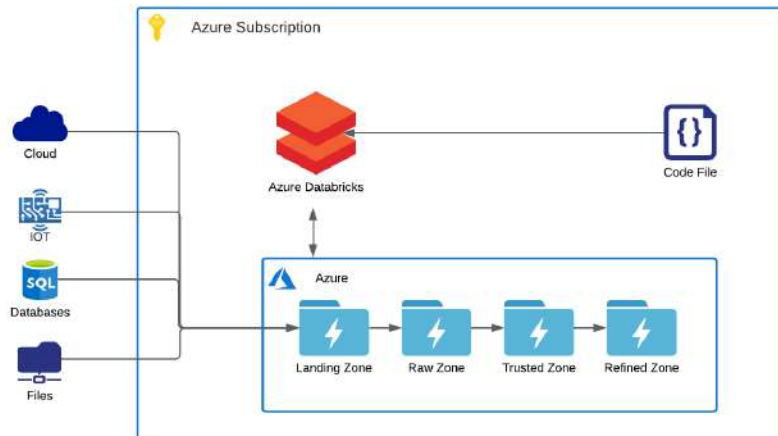 Azure Subscription
Cloud
Azure Databricks
{}
Code File
IOT
Azure
SQL
Databases
Landing Zone
Raw Zone
Trusted Zone
Refined Zone
Files